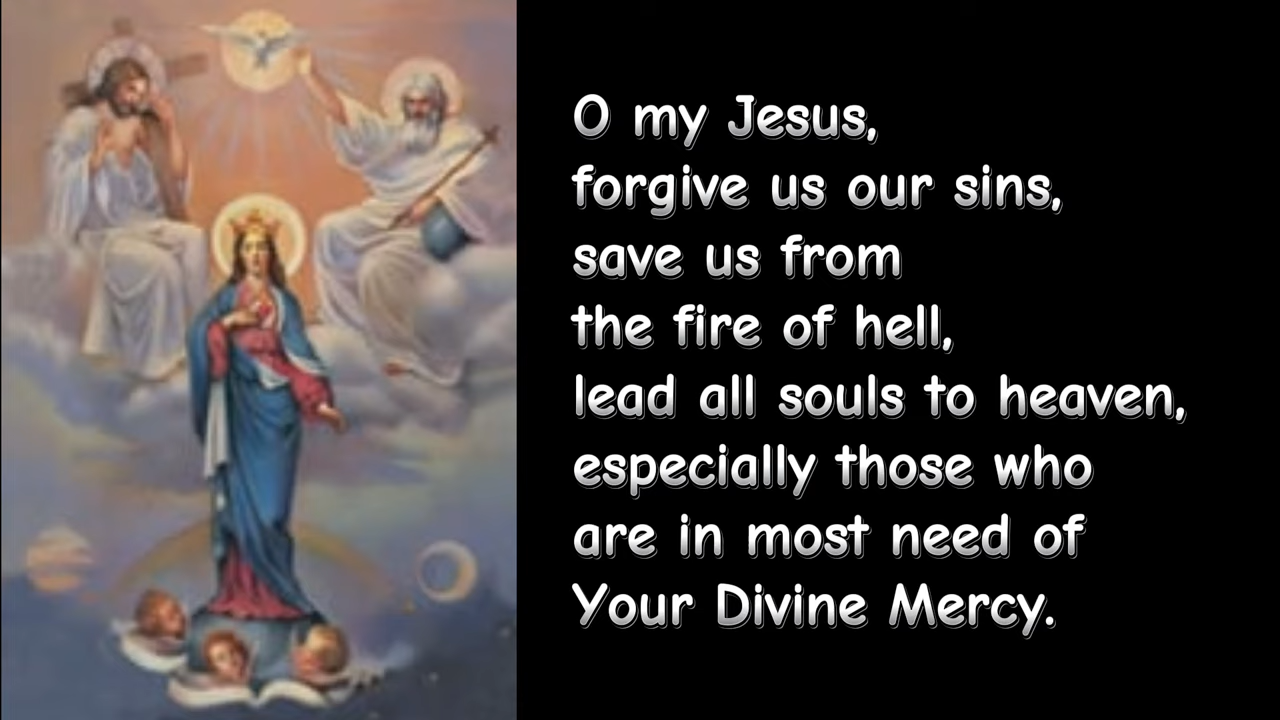 O my Jesus,
forgive us our sins,
save us from
the fire of hell,
lead all souls to heaven,
especially those who
are in most need of
Your Divine Mercy.